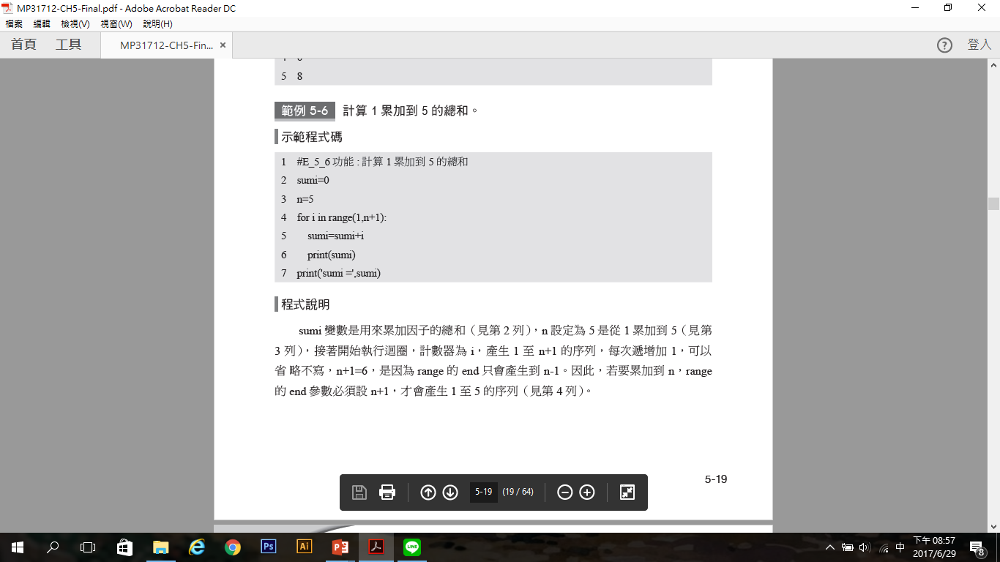 MP31712-CH5-Final.pdf - Adobe Acrobat Reader DC
檔案 編輯 檢視(V) 視窗(W) 說明(H)
首頁 工具 MP31712-CH5-Fin... × ? 登入
5 8
範例 5-6 計算 1 累加到 5 的總和。
示範程式碼
1 #E_5_6 功能 : 計算 1 累加到 5 的總和
2 sumi=0
3 n=5
4 for i in range(1,n+1):
5 sumi=sumi+i
6 print(sumi)
7 print('sumi =',sumi)
程式說明
sumi 變數是用來累加因子的總和（見第 2 列），n 設定為 5 是從 1 累加到 5（見第
3 列），接著開始執行迴圈，計數器為 i，產生 1 至 n+1 的序列，每次遞增加 1，可以
省 略不寫，n+1=6，是因為 range 的 end 只會產生到 n-1。因此，若要累加到 n，range
的 end 參數必須設 n+1，才會產生 1 至 5 的序列（見第 4 列）。
5-19
5-19 (19 / 64)
Ps Ai LINE 中 下午 08:57
2017/6/29 8